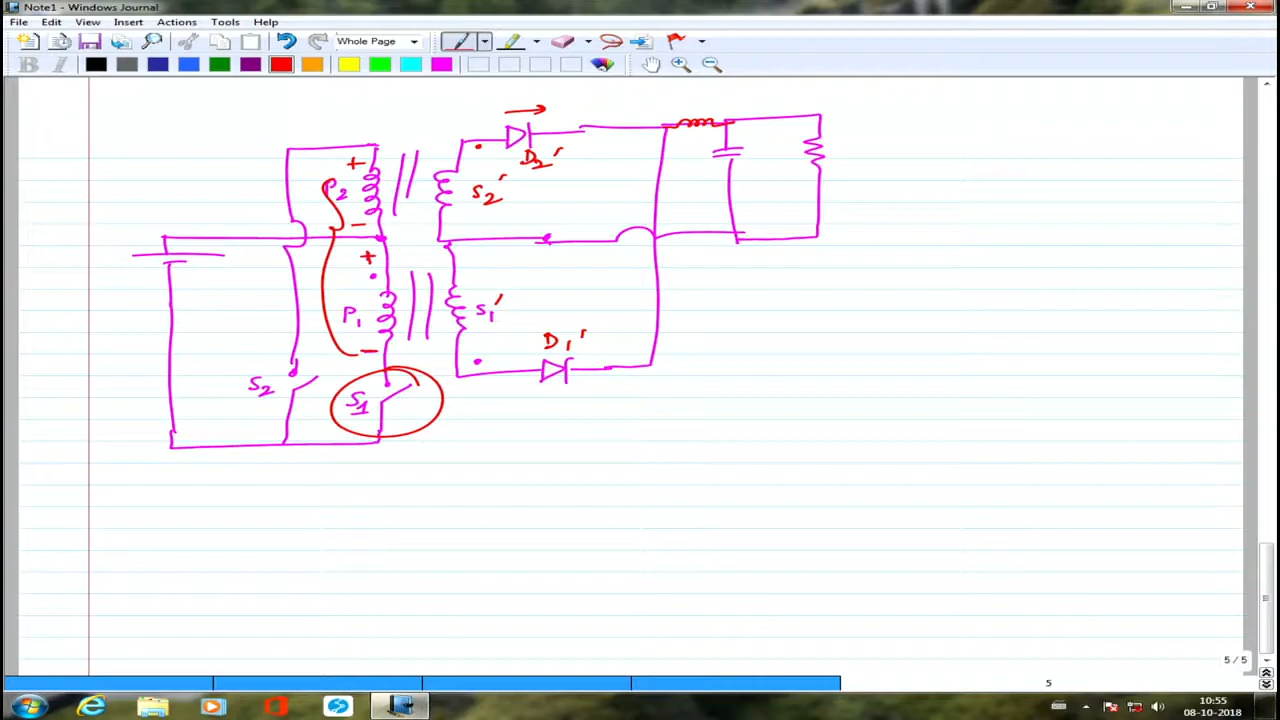 Note1 - Windows Journal
File Edit View Insert Actions Tools Help
Whole Page
B I
D2'
+ P2 S2'
-
+
P1 S1'
- D1'
S2 S1
5 / 5
5
10:55
08-10-2018